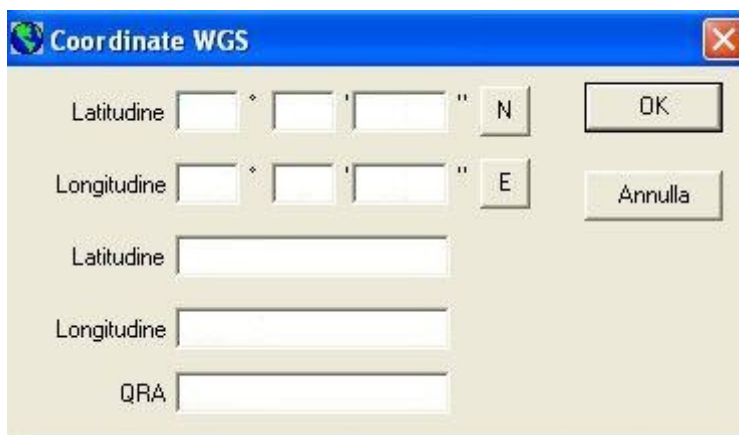 Coordinate WGS
Latitudine ° ' " N OK
Longitudine ° ' " E Annulla
Latitudine
Longitudine
QRA